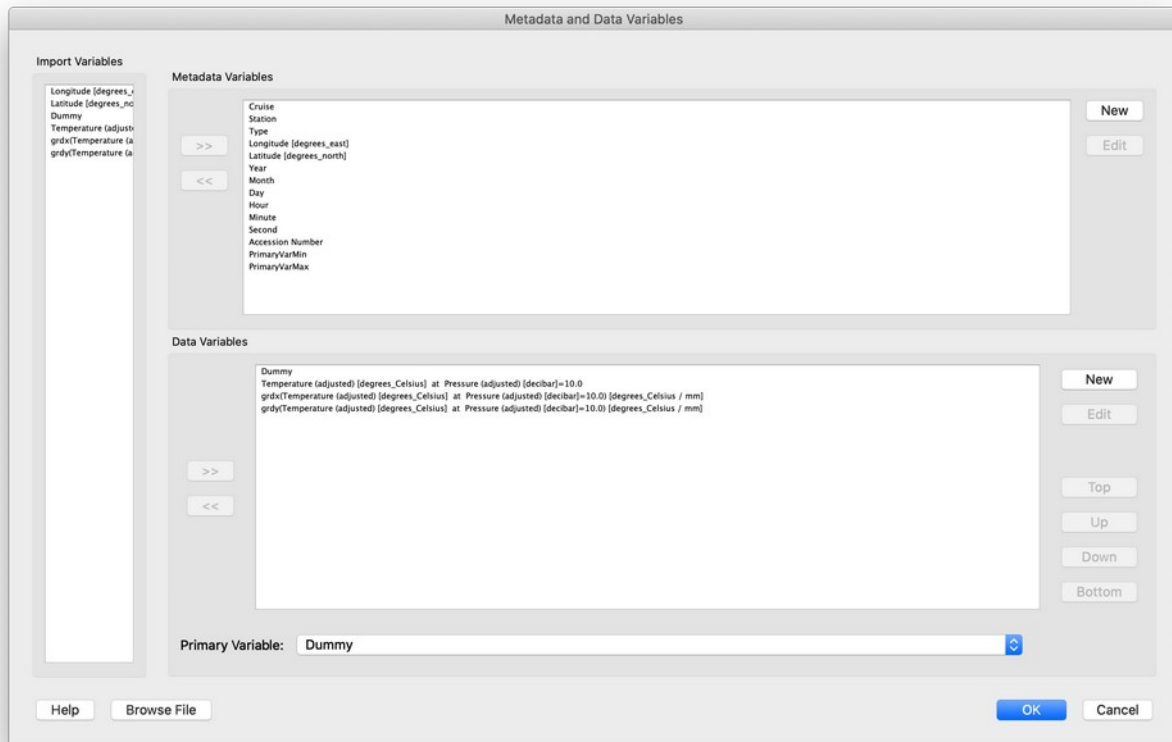 Metadata and Data Variables
Import Variables
Longitude [degrees_
Latitude [degrees_no
Dummy
Temperature (adjust
grdx(Temperature (a
grdy(Temperature (a
Metadata Variables
>>
<<
Cruise
Station
Type
Longitude [degrees_east]
Latitude [degrees_north]
Year
Month
Day
Hour
Minute
Second
Accession Number
PrimaryVarMin
PrimaryVarMax
New
Edit
Data Variables
>>
<<
Dummy
Temperature (adjusted) [degrees_Celsius] at Pressure (adjusted) [decibar]=10.0
grdx(Temperature (adjusted) [degrees_Celsius] at Pressure (adjusted) [decibar]=10.0) [degrees_Celsius / mm]
grdy(Temperature (adjusted) [degrees_Celsius] at Pressure (adjusted) [decibar]=10.0) [degrees_Celsius / mm]
New
Edit
Top
Up
Down
Bottom
Primary Variable: Dummy
Help Browse File OK Cancel